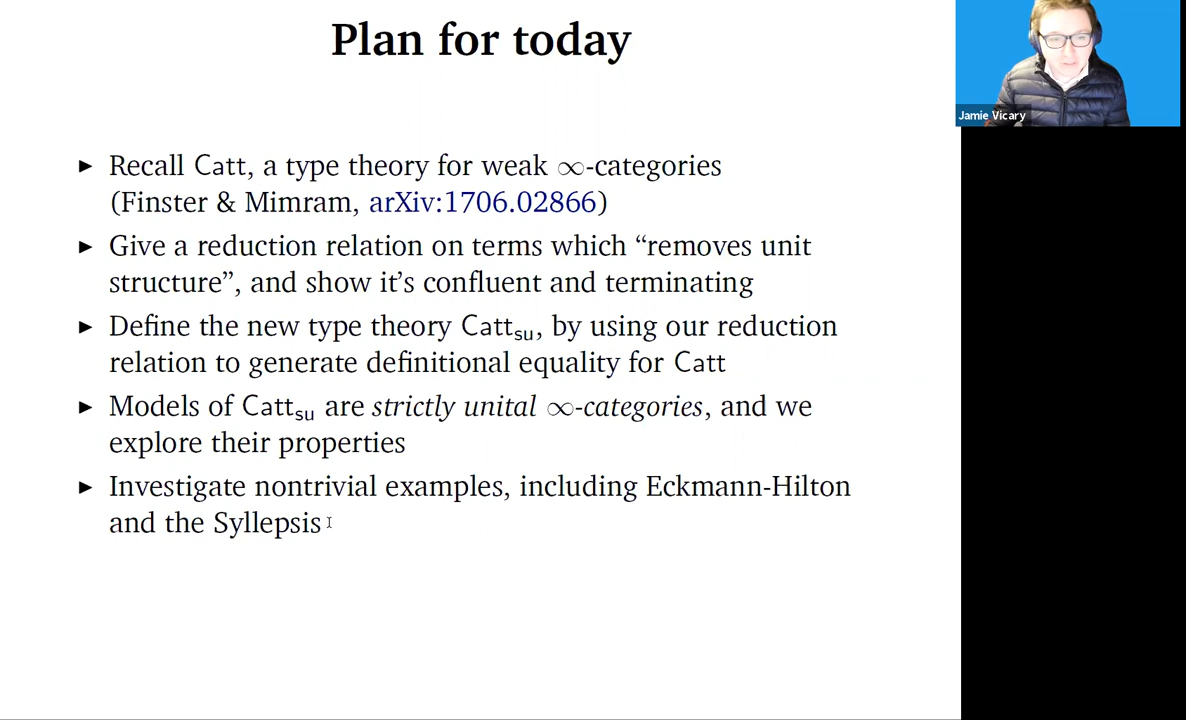 Plan for today
Jamie Vicary
▶ Recall Catt, a type theory for weak ∞-categories
(Finster & Mimram, arXiv:1706.02866)
▶ Give a reduction relation on terms which “removes unit
structure”, and show it’s confluent and terminating
▶ Define the new type theory Cattsu, by using our reduction
relation to generate definitional equality for Catt
▶ Models of Cattsu are strictly unital ∞-categories, and we
explore their properties
▶ Investigate nontrivial examples, including Eckmann-Hilton
and the Syllepsis